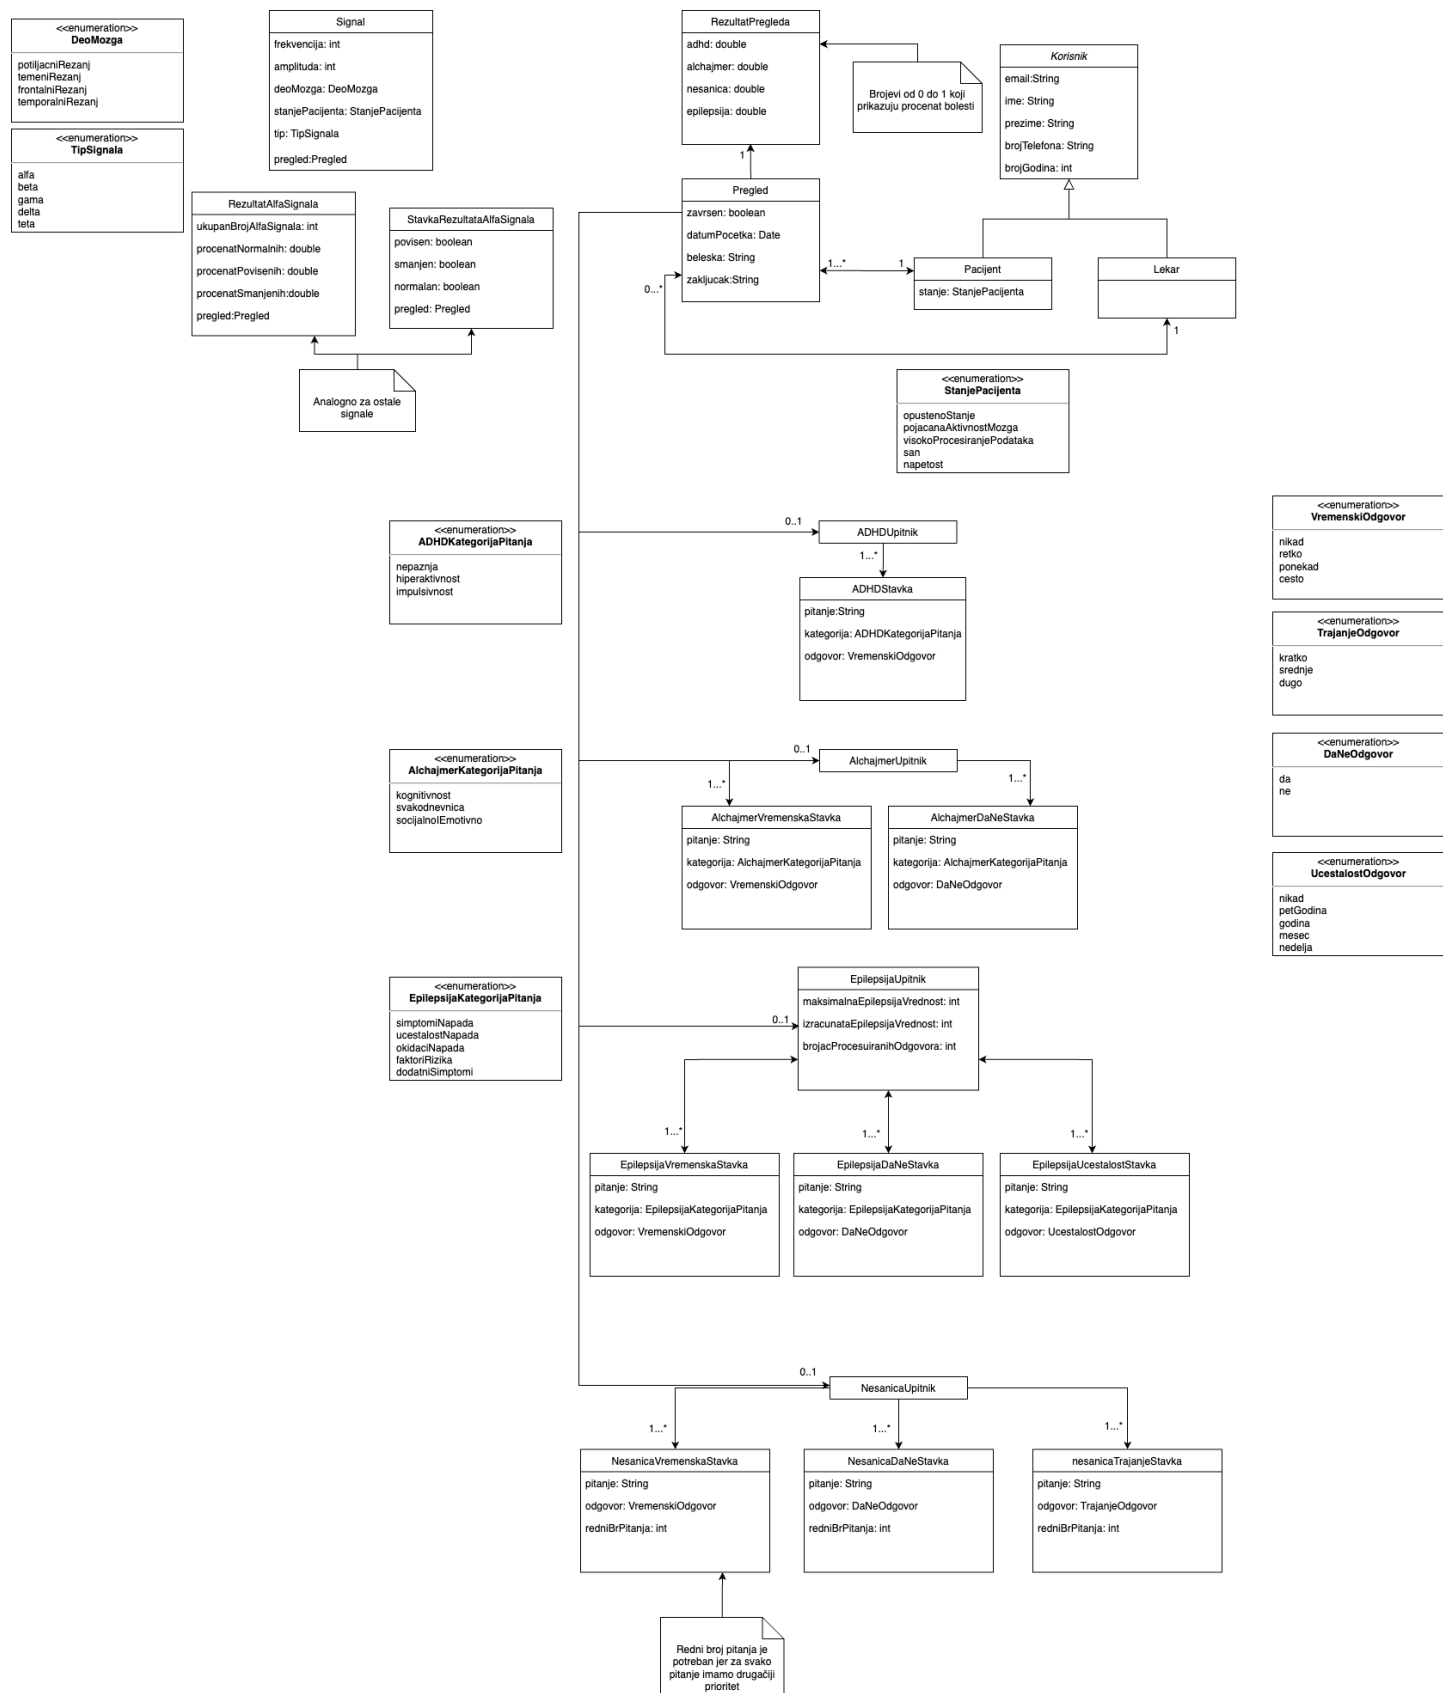 <<enumeration>>
DeoMozga
potiljacniRezanj
temeniRezanj
frontalniRezanj
temporalniRezanj
<<enumeration>>
TipSignala
alfa
beta
gama
delta
teta
Signal
frekvencija: int
amplituda: int
deoMozga: DeoMozga
stanjePacijenta: StanjePacijenta
tip: TipSignala
pregled:Pregled
RezultatPregleda
adhd: double
alchajmer: double
nesanica: double
epilepsija: double
Brojevi od 0 do 1 koji
prikazuju procenat bolesti
Korisnik
email:String
ime: String
prezime: String
brojTelefona: String
brojGodina: int
RezultatAlfaSignala
ukupanBrojAlfaSignala: int
procenatNormalnih: double
procenatPovisenih: double
procenatSmanjenih:double
pregled:Pregled
StavkaRezultataAlfaSignala
povisen: boolean
smanjen: boolean
normalan: boolean
pregled: Pregled
Analogno za ostale
signale
1
Pregled
zavrsen: boolean
datumPocetka: Date
beleska: String
zakljucak:String
1...*
1
0...*
Pacijent
stanje: StanjePacijenta
Lekar
1
<<enumeration>>
StanjePacijenta
opustenoStanje
pojacanaAktivnostMozga
visokoProcesiranjePodataka
san
napetost
<<enumeration>>
ADHDKategorijaPitanja
nepaznja
hiperaktivnost
impulsivnost
0..1
ADHDUpitnik
1...*
ADHDStavka
pitanje:String
kategorija: ADHDKategorijaPitanja
odgovor: VremenskiOdgovor
<<enumeration>>
VremenskiOdgovor
nikad
retko
ponekad
cesto
<<enumeration>>
TrajanjeOdgovor
kratko
srednje
dugo
<<enumeration>>
DaNeOdgovor
da
ne
<<enumeration>>
UcestalostOdgovor
nikad
petGodina
godina
mesec
nedelja
<<enumeration>>
AlchajmerKategorijaPitanja
kognitivnost
svakodnevnica
socijalnoIEmotivno
0..1
AlchajmerUpitnik
1...*
1...*
AlchajmerVremenskaStavka
pitanje: String
kategorija: AlchajmerKategorijaPitanja
odgovor: VremenskiOdgovor
AlchajmerDaNeStavka
pitanje: String
kategorija: AlchajmerKategorijaPitanja
odgovor: DaNeOdgovor
<<enumeration>>
EpilepsijaKategorijaPitanja
simptomiNapada
ucestalostNapada
okidaciNapada
faktoriRizika
dodatniSimptomi
0..1
EpilepsijaUpitnik
maksimalnaEpilepsijaVrednost: int
izracunataEpilepsijaVrednost: int
brojacProcesuiranihOdgovora: int
1...*
1...*
1...*
EpilepsijaVremenskaStavka
pitanje: String
kategorija: EpilepsijaKategorijaPitanja
odgovor: VremenskiOdgovor
EpilepsijaDaNeStavka
pitanje: String
kategorija: EpilepsijaKategorijaPitanja
odgovor: DaNeOdgovor
EpilepsijaUcestalostStavka
pitanje: String
kategorija: EpilepsijaKategorijaPitanja
odgovor: UcestalostOdgovor
0..1
NesanicaUpitnik
1...*
1...*
1...*
NesanicaVremenskaStavka
pitanje: String
odgovor: VremenskiOdgovor
redniBrPitanja: int
NesanicaDaNeStavka
pitanje: String
odgovor: DaNeOdgovor
redniBrPitanja: int
nesanicaTrajanjeStavka
pitanje: String
odgovor: TrajanjeOdgovor
redniBrPitanja: int
Redni broj pitanja je
potreban jer za svako
pitanje imamo drugačiji
prioritet